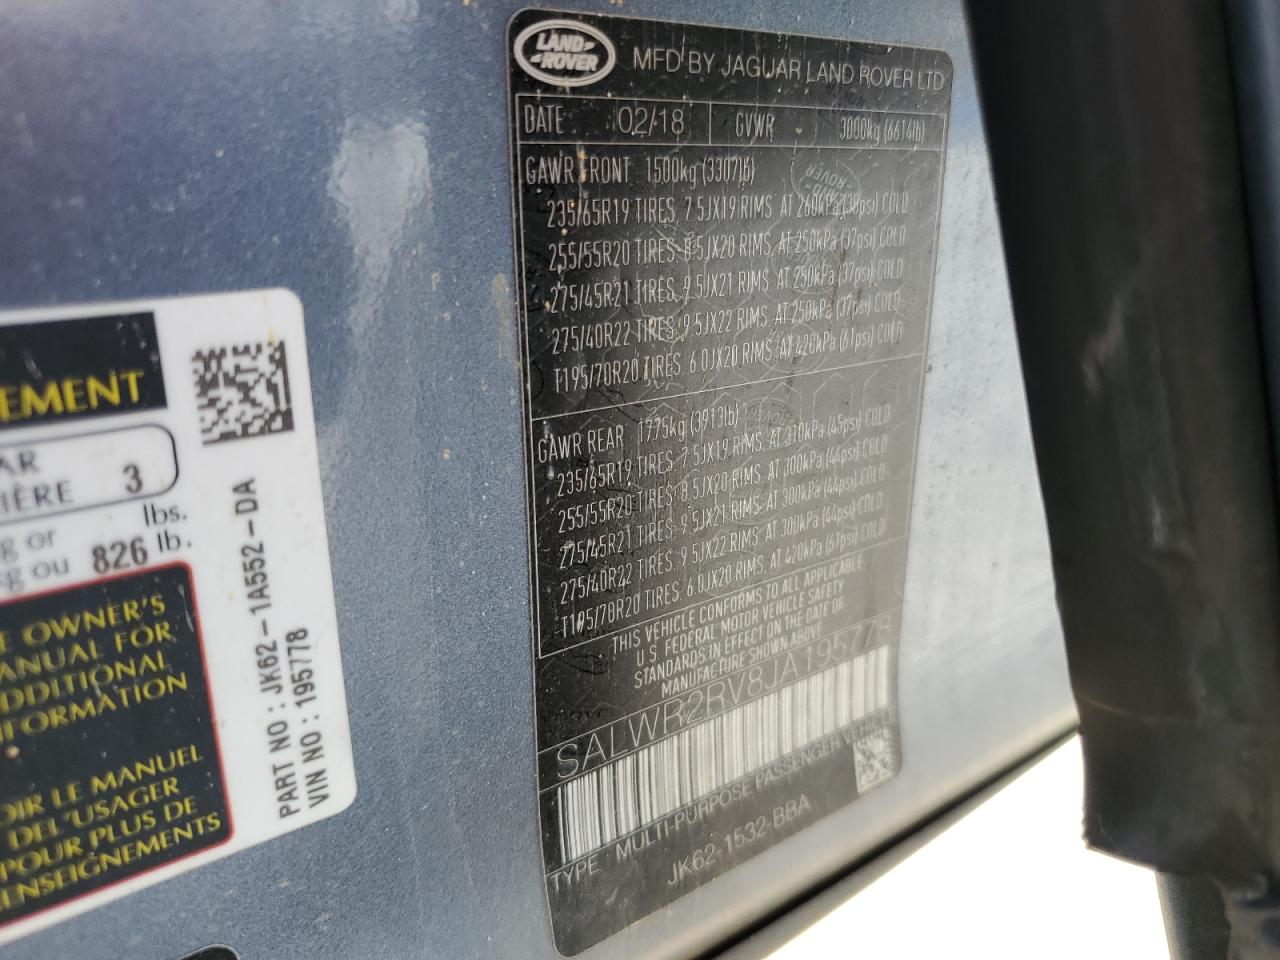 EMENT
AR
IÈRE 3
g or lbs.
kg ou 826 lb.
E OWNER'S
MANUAL FOR
DDITIONAL
NFORMATION
OIR LE MANUEL
DEL'USAGER
POUR PLUS DE
RENSEIGNEMENTS
PART NO : JK62-1A552-DA
VIN NO : 195778
LAND-
-ROVER
MFD BY JAGUAR LAND ROVER LTD
DATE 02/18 GVWR 3000kg (6614lb)
GAWR FRONT 1500kg (3307lb)
235/65R19 TIRES. 7.5JX19 RIMS. AT 260kPa (38psi) COLD
255/55R20 TIRES. 8.5JX20 RIMS. AT 250kPa (37psi) COLD
275/45R21 TIRES. 9.5JX21 RIMS. AT 250kPa (37psi) COLD
275/40R22 TIRES. 9.5JX22 RIMS. AT 250kPa (37psi) COLD
T195/70R20 TIRES. 6.0JX20 RIMS. AT 420kPa (61psi) COLD
GAWR REAR 1775kg (3913lb)
235/65R19 TIRES. 7.5JX19 RIMS. AT 310kPa (45psi) COLD
255/55R20 TIRES. 8.5JX20 RIMS. AT 300kPa (44psi) COLD
275/45R21 TIRES. 9.5JX21 RIMS. AT 300kPa (44psi) COLD
275/40R22 TIRES. 9.5JX22 RIMS. AT 300kPa (44psi) COLD
T195/70R20 TIRES. 6.0JX20 RIMS. AT 420kPa (61psi) COLD
THIS VEHICLE CONFORMS TO ALL APPLICABLE
U.S. FEDERAL MOTOR VEHICLE SAFETY
STANDARDS IN EFFECT ON THE DATE OF
MANUFACTURE SHOWN ABOVE
SALWR2RV8JA195778
TYPE MULTI-PURPOSE PASSENGER VEHICLE
JK62-1532-BBA